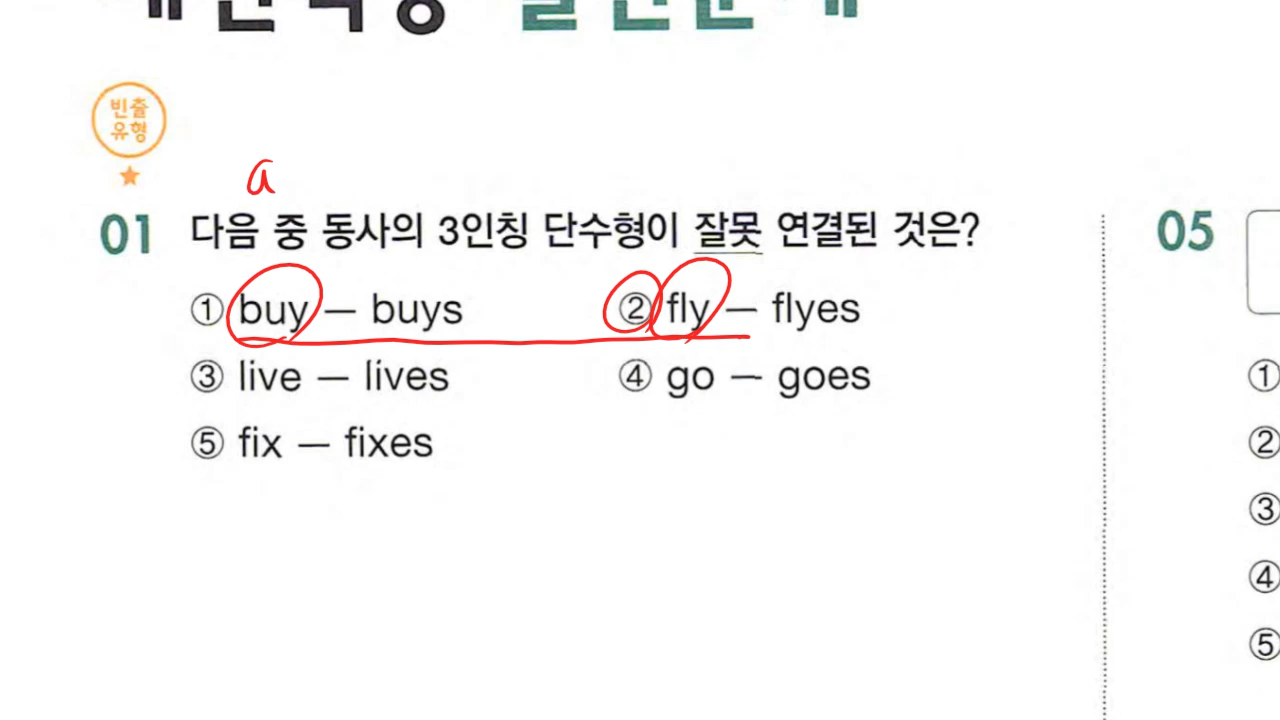 빈출
유형
a
01 다음 중 동사의 3인칭 단수형이 잘못 연결된 것은?
① buy – buys ② fly – flyes
③ live – lives ④ go – goes
⑤ fix – fixes
05
①
②
③
④
⑤